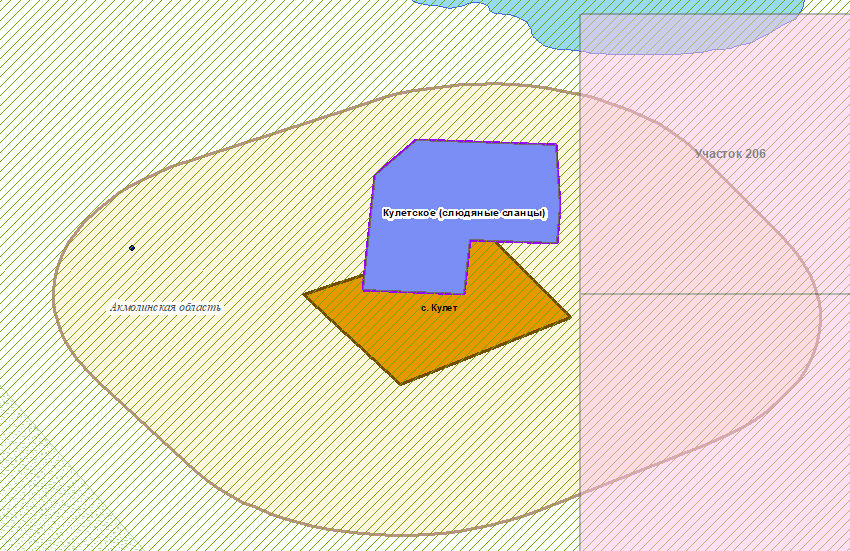 Участок 206
Кулетское (слюдяные сланцы)
Акмолинская область
с. Кулет